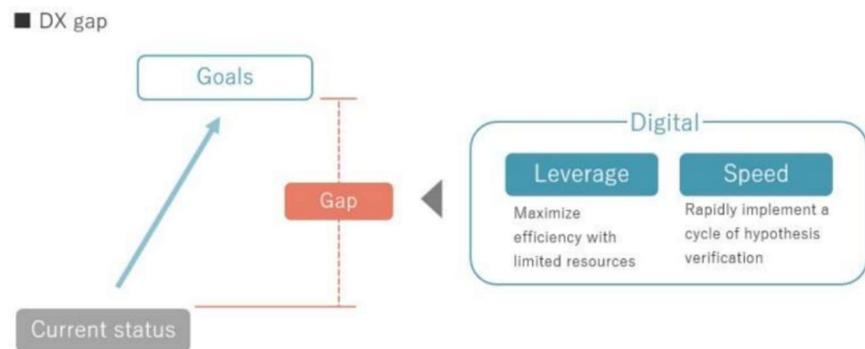 ■ DX gap
Goals
Gap
Current status
Digital
Leverage
Maximize
efficiency with
limited resources
Speed
Rapidly implement a
cycle of hypothesis
verification